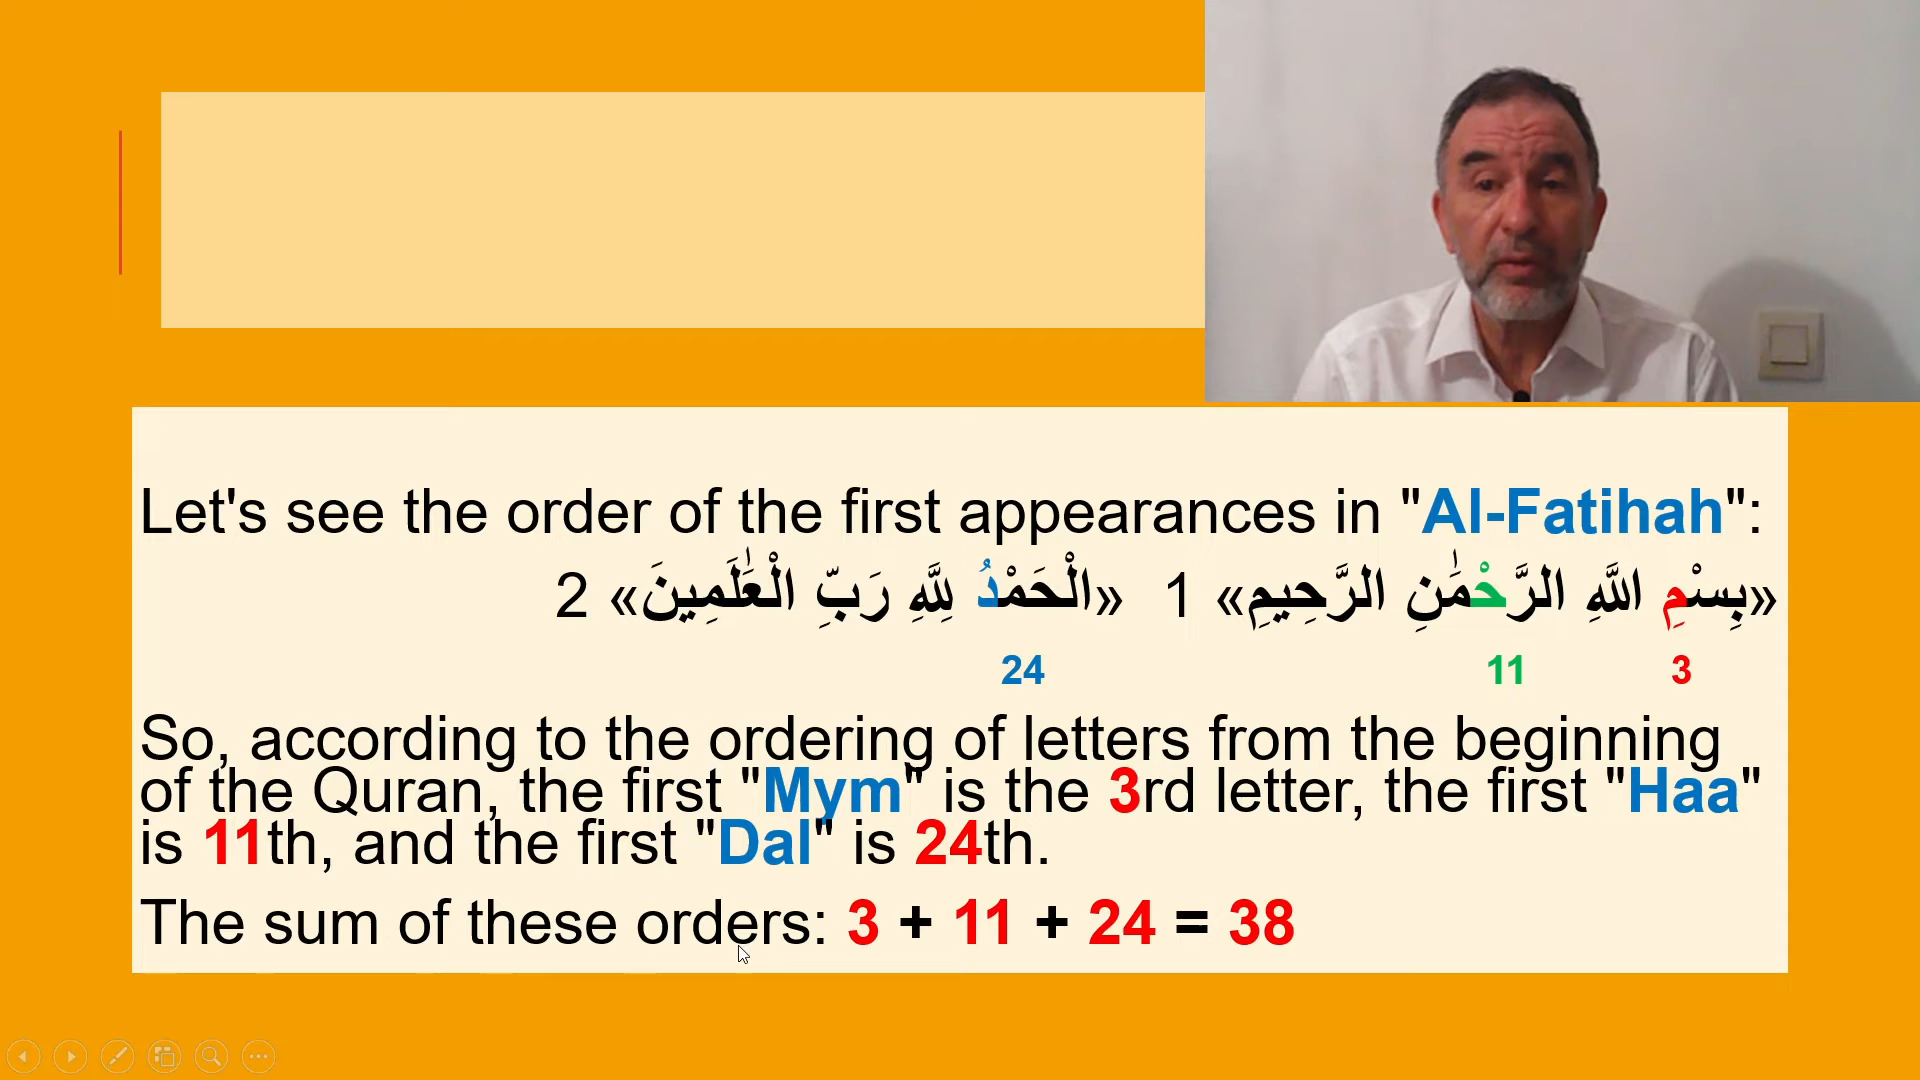 Let's see the order of the first appearances in "Al-Fatihah":
«بِسْمِ اللَّهِ الرَّحْمَٰنِ الرَّحِيمِ» 1 «الْحَمْدُ لِلَّهِ رَبِّ الْعَٰلَمِينَ» 2
3 11 24
So, according to the ordering of letters from the beginning
of the Quran, the first "Mym" is the 3rd letter, the first "Haa"
is 11th, and the first "Dal" is 24th.
The sum of these orders: 3 + 11 + 24 = 38